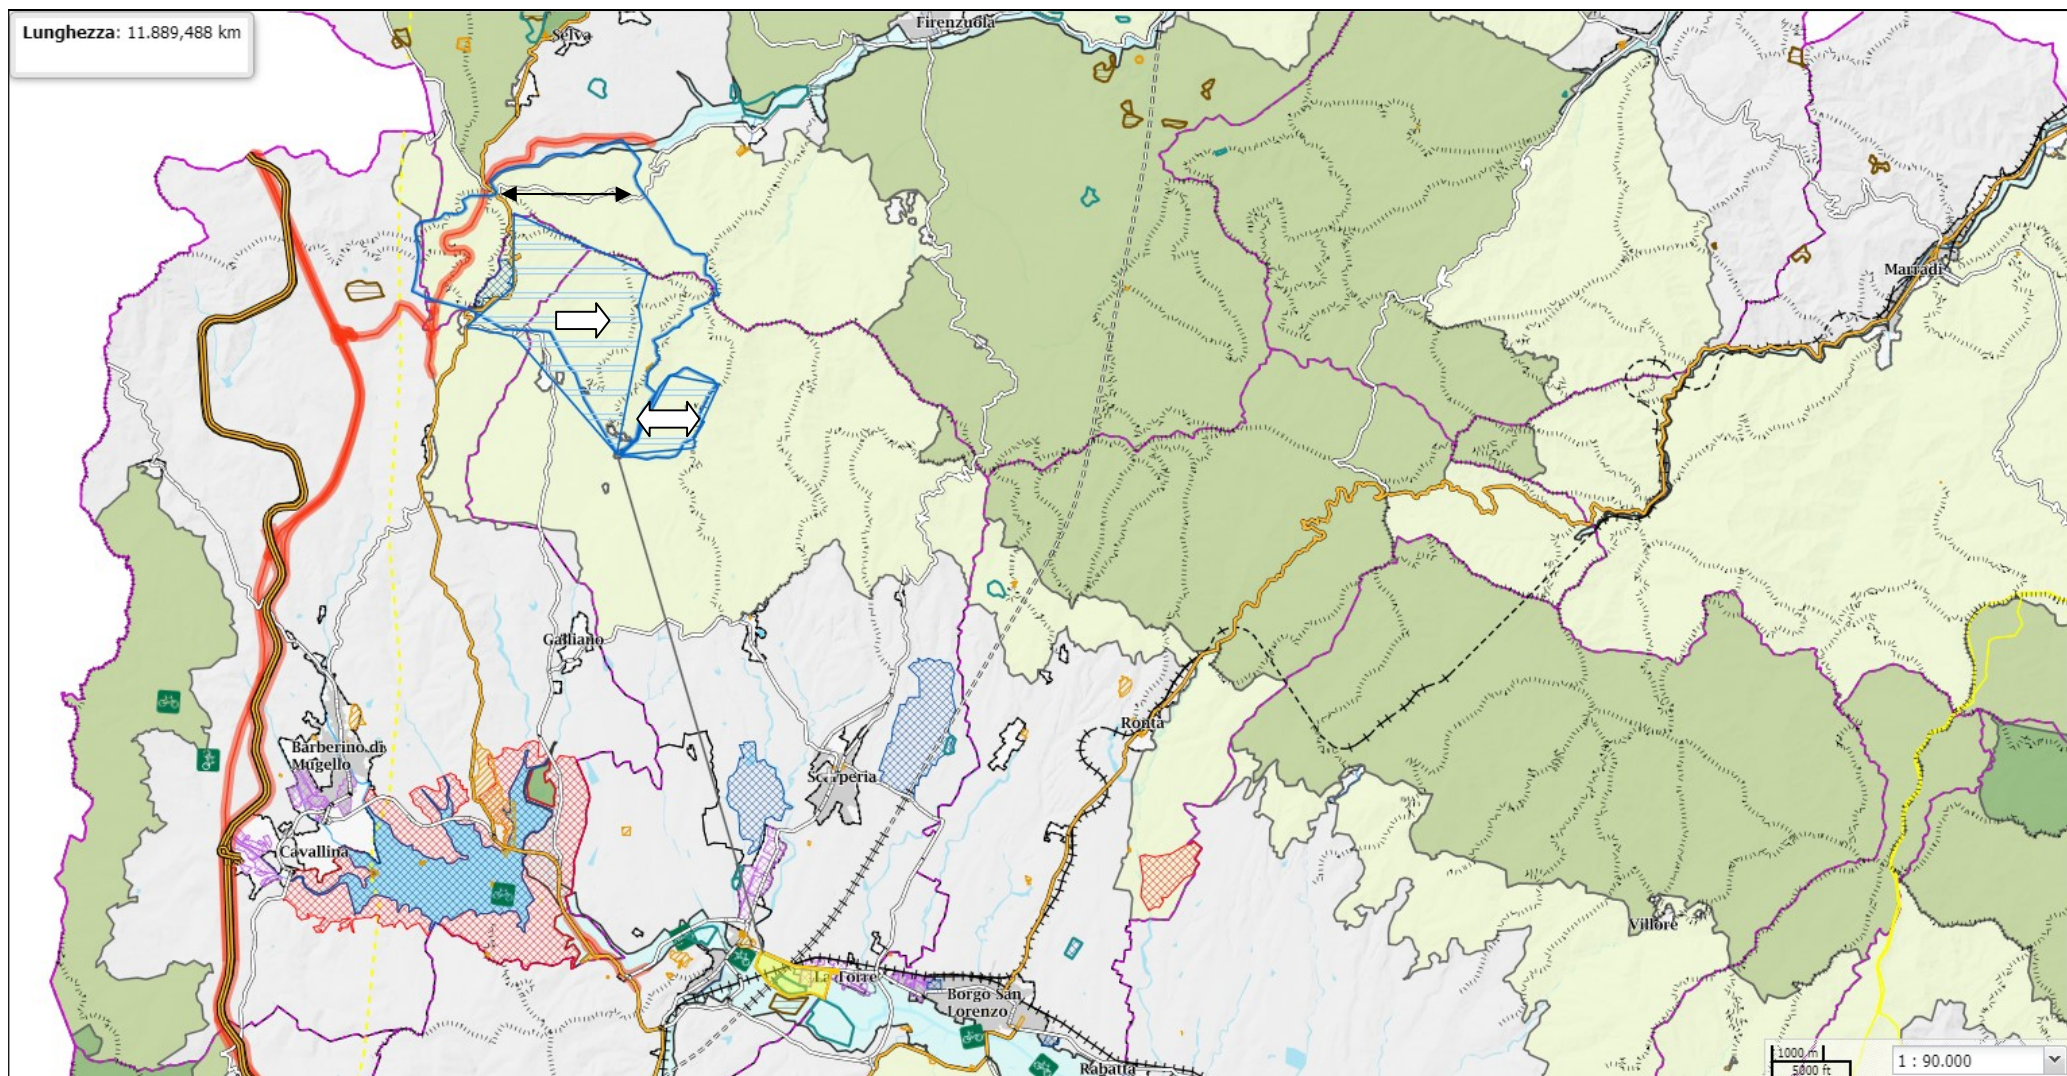 Lunghezza: 11.889,488 km
Firenzuola
Selva
Marradi
Galliano
Ronta
Barberino di
Mugello
Scarperia
Cavallina
Villore
La Torre
Borgo San
Lorenzo
Rabatta
1000 m
5000 ft
1 : 90.000